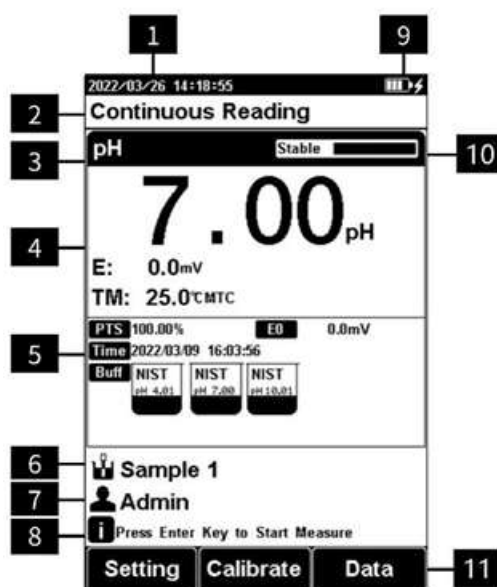 1
9
2022/03/26 14:18:55
2
Continuous Reading
3
pH
Stable
10
4
7.00pH
E: 0.0mV
TM: 25.0℃MTC
5
PTS 100.00% E0 0.0mV
Time 2022/03/09 16:03:56
Buff NIST NIST NIST
pH 4.01 pH 7.00 pH 10.01
6
Sample 1
7
Admin
8
i Press Enter Key to Start Measure
Setting Calibrate Data
11